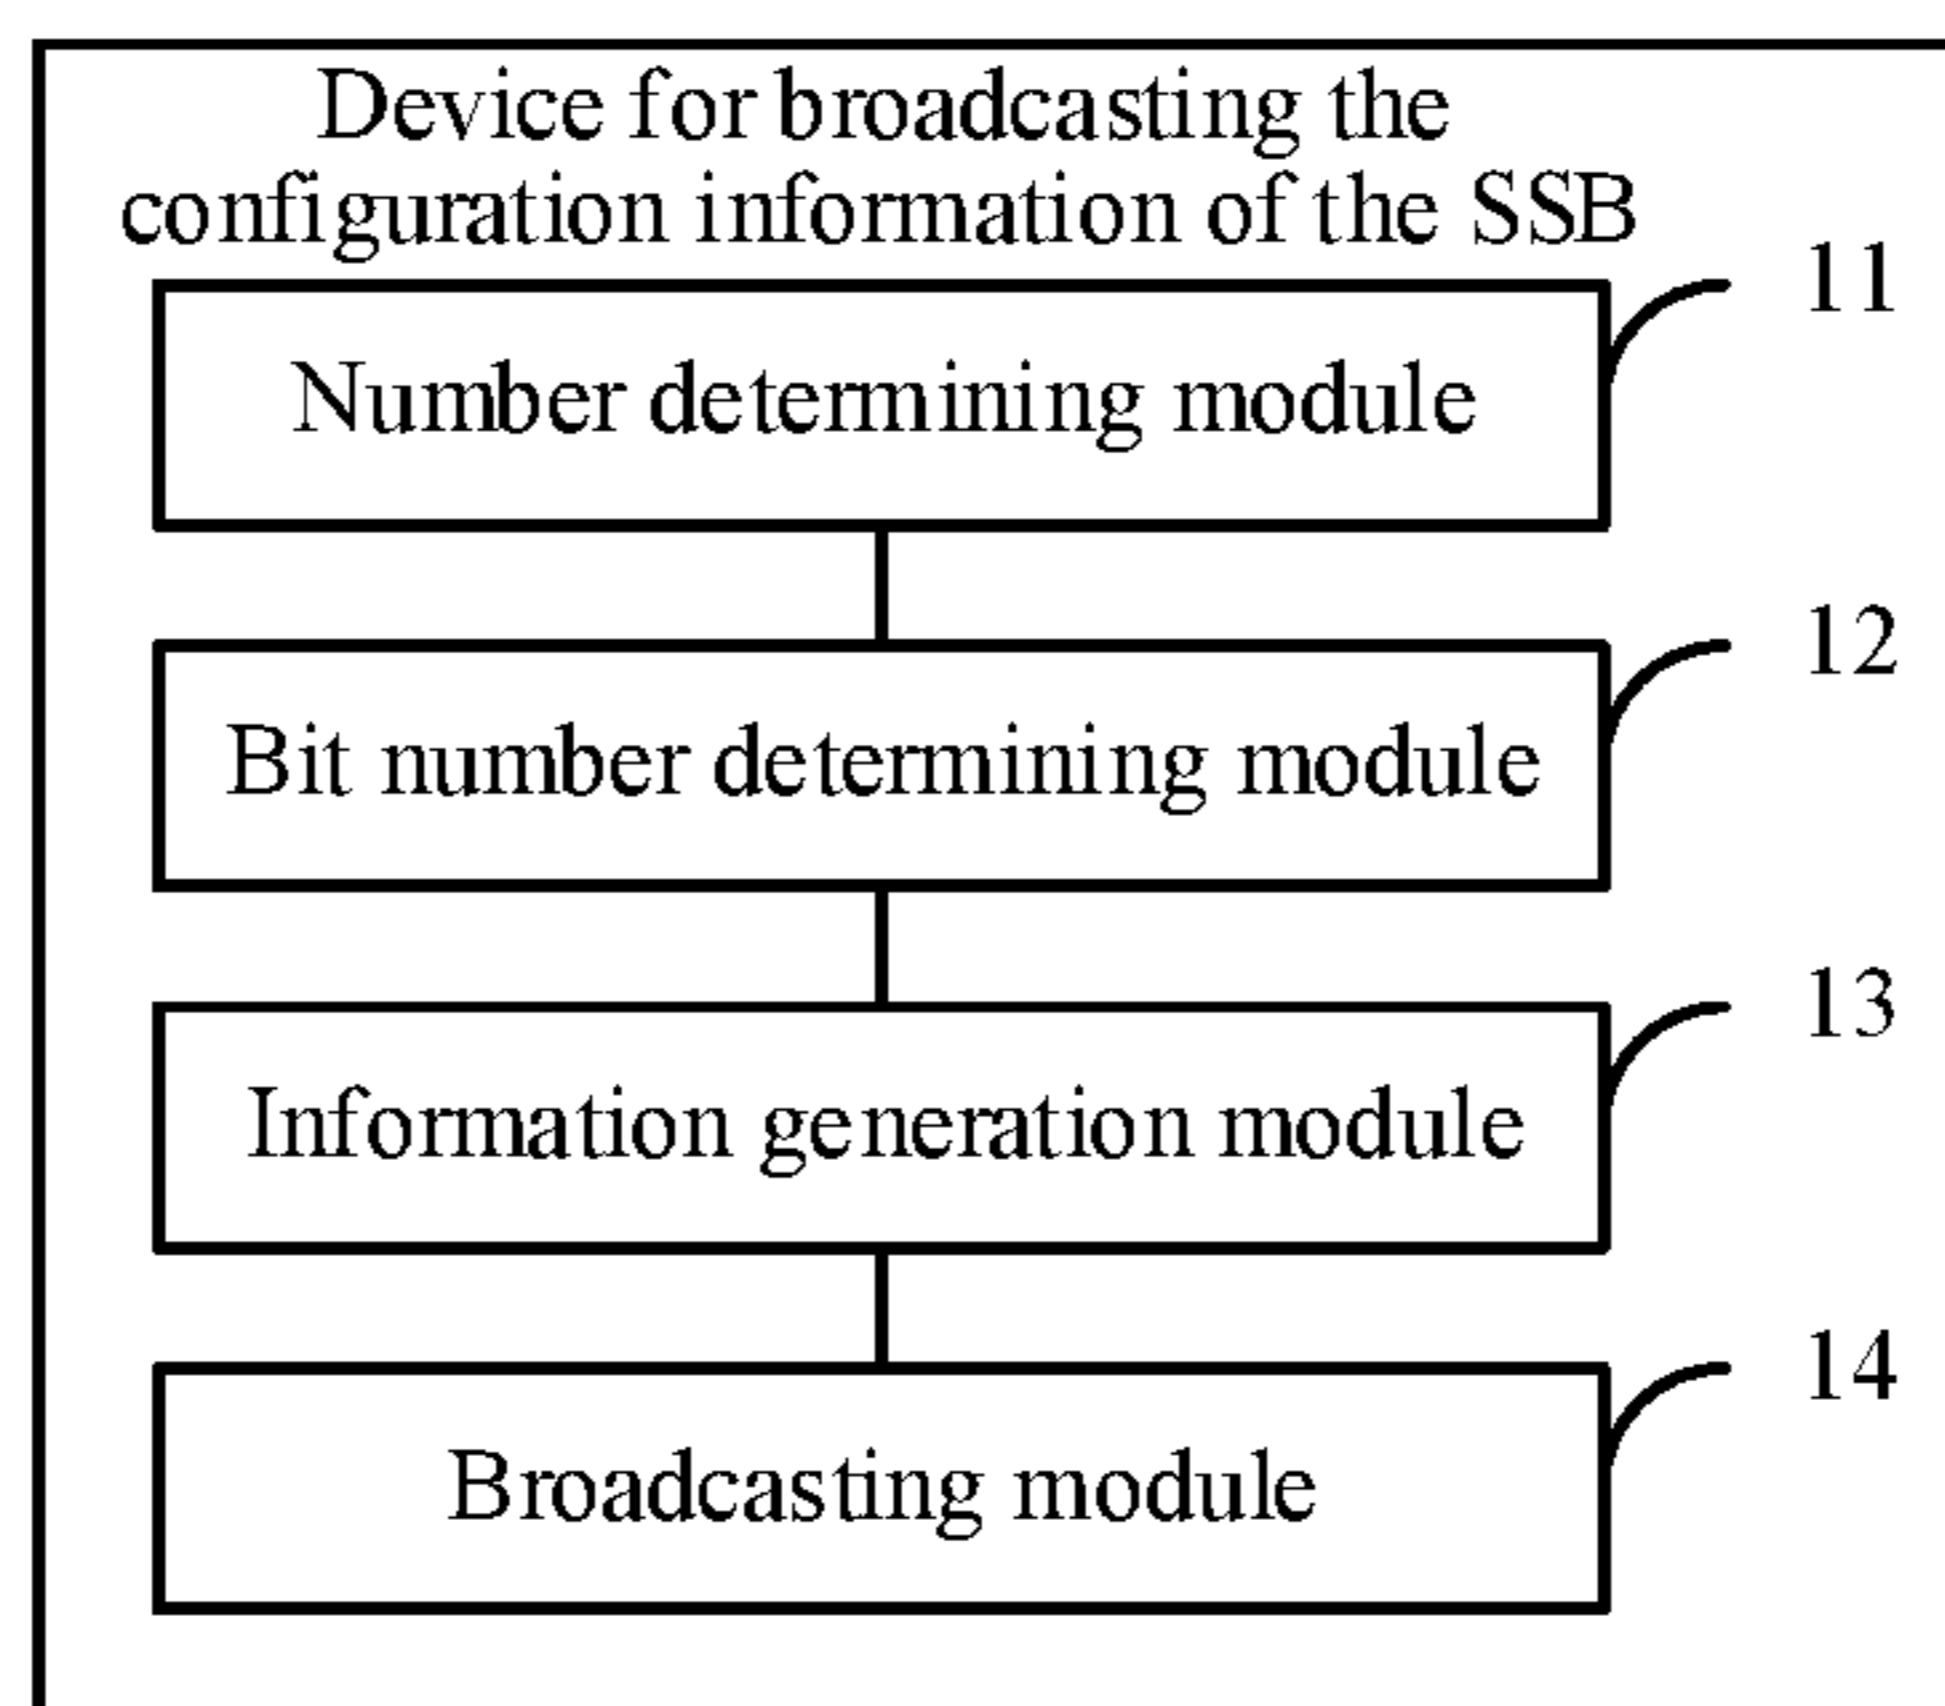 Device for broadcasting the
configuration information of the SSB
11
Number determining module
12
Bit number determining module
13
Information generation module
14
Broadcasting module